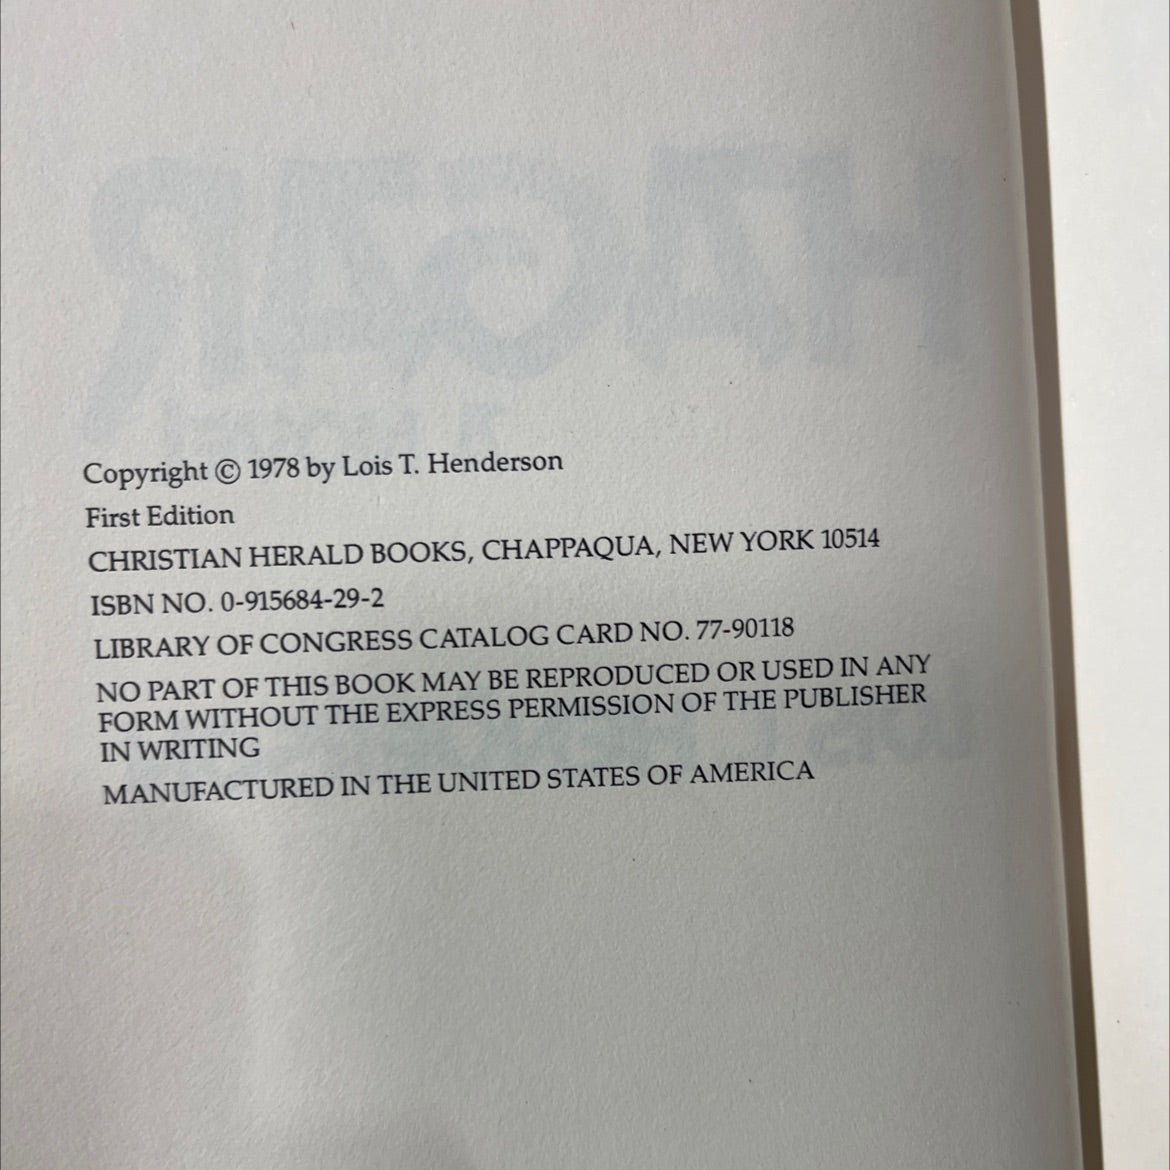 Copyright © 1978 by Lois T. Henderson
First Edition
CHRISTIAN HERALD BOOKS, CHAPPAQUA, NEW YORK 10514
ISBN NO. 0-915684-29-2
LIBRARY OF CONGRESS CATALOG CARD NO. 77-90118
NO PART OF THIS BOOK MAY BE REPRODUCED OR USED IN ANY
FORM WITHOUT THE EXPRESS PERMISSION OF THE PUBLISHER
IN WRITING
MANUFACTURED IN THE UNITED STATES OF AMERICA